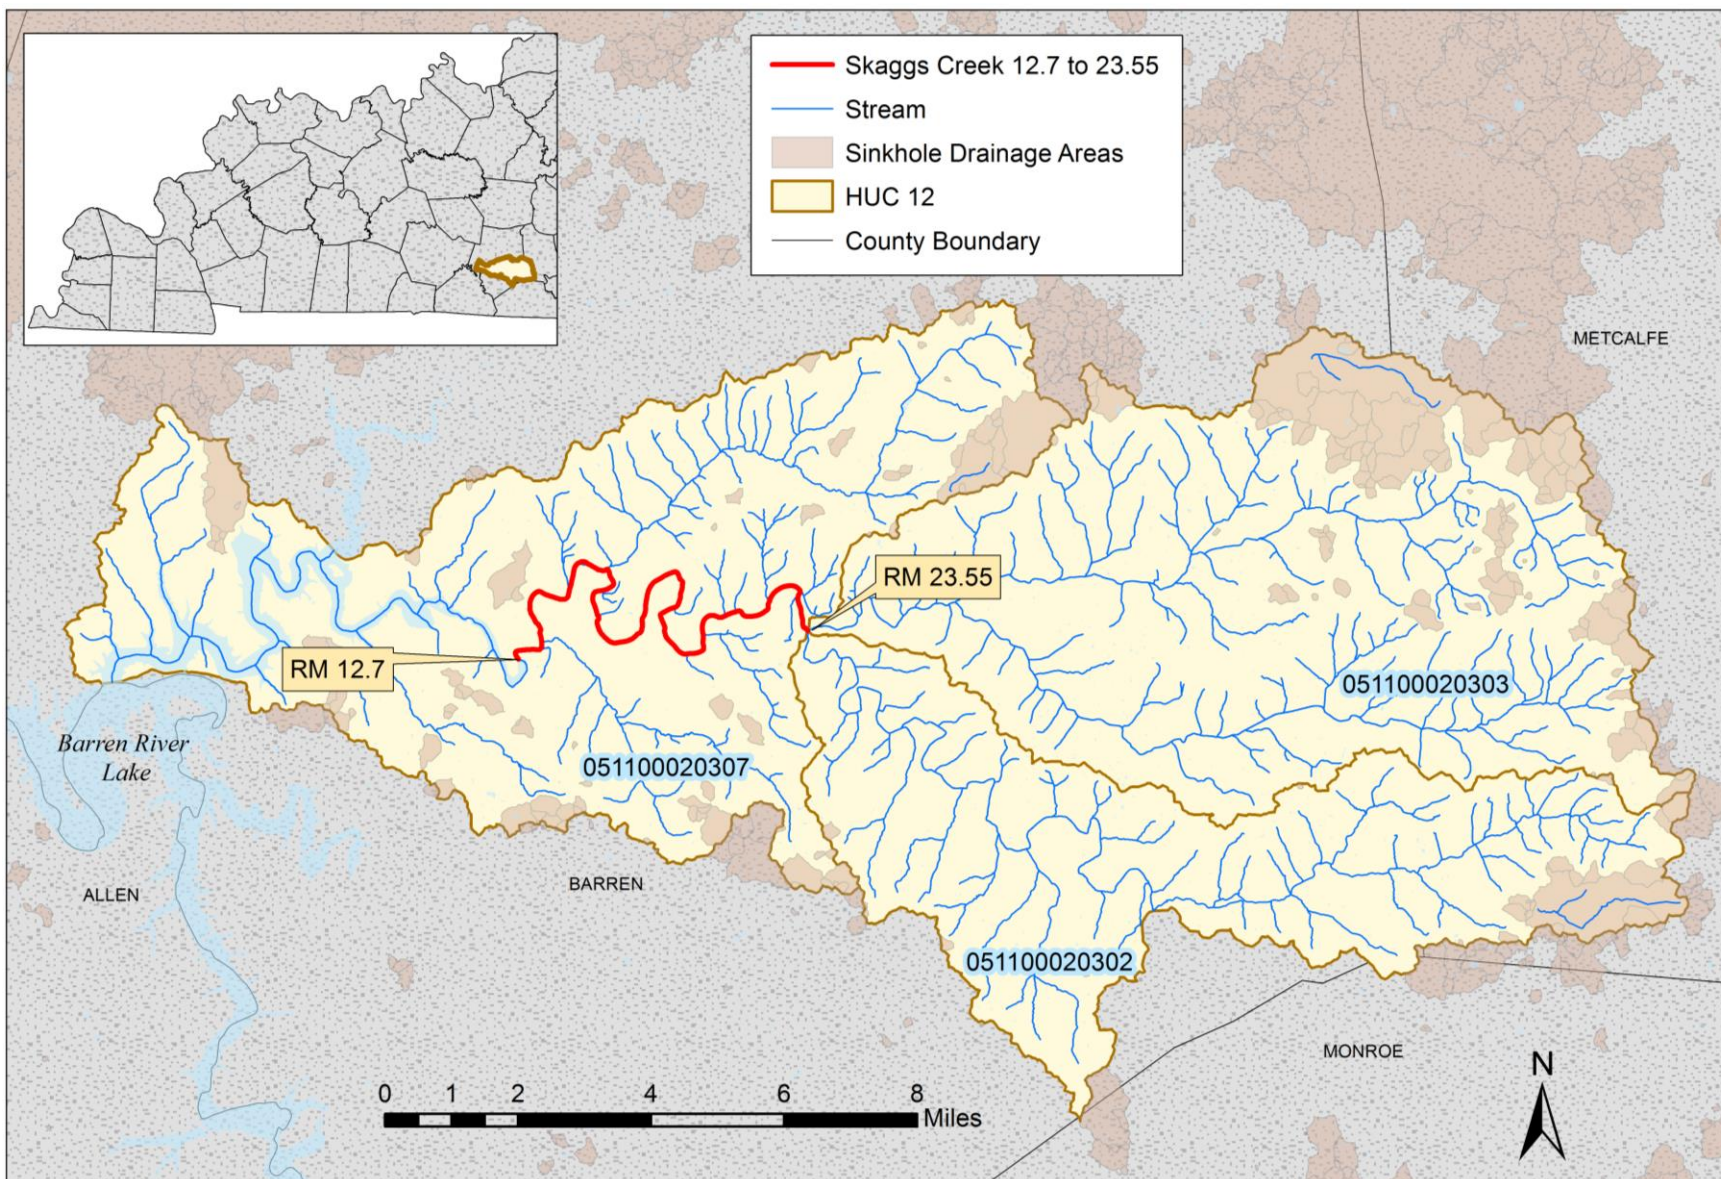 Skaggs Creek 12.7 to 23.55
Stream
Sinkhole Drainage Areas
HUC 12
County Boundary
METCALFE
RM 23.55
RM 12.7
051100020303
Barren River
Lake
051100020307
ALLEN
BARREN
051100020302
MONROE
N
0 1 2 4 6 8
Miles